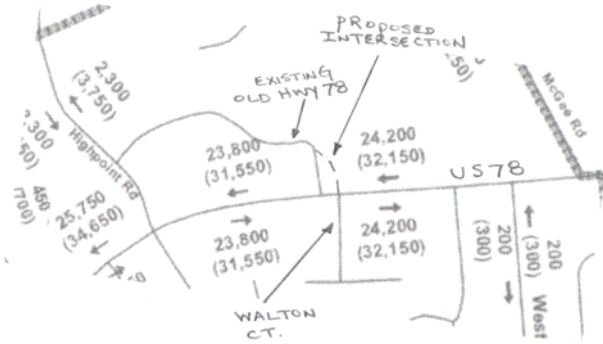 PROPOSED
INTERSECTION
EXISTING
OLD HWY 78
2,300
(3,750)
Highpoint Rd
23,800
(31,550)
24,200
(32,150)
McGee Rd
US 78
450
25,750
(34,650)
23,800
(31,550)
24,200
(32,150)
200
(300)
200
(300)
West
WALTON
CT.